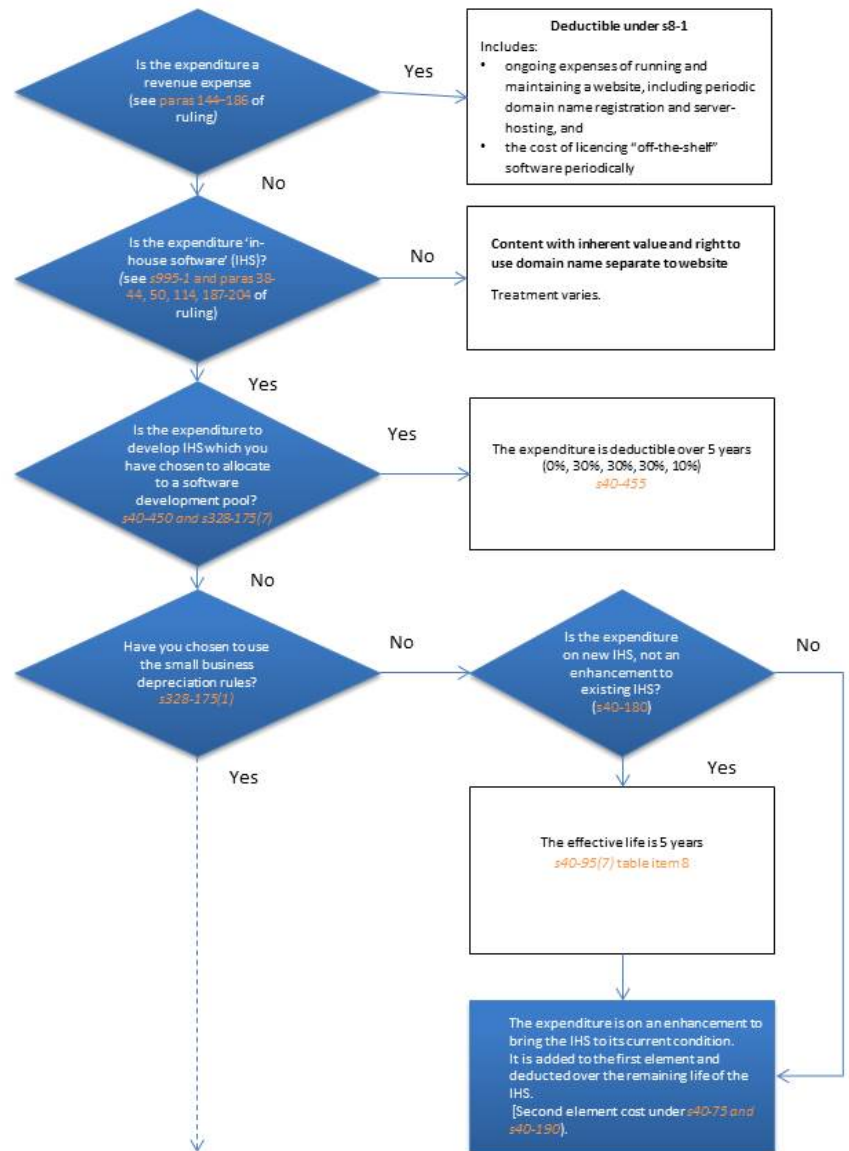 Is the expenditure a
revenue expense
(see paras 144-186 of
ruling)
Yes
Deductible under s8-1
Includes:
• ongoing expenses of running and
maintaining a website, including periodic
domain name registration and server-
hosting, and
• the cost of licencing “off-the-shelf”
software periodically
No
Is the expenditure ‘in-
house software’ (IHS)?
(see s995-1 and paras 38-
44, 50, 114, 187-204 of
ruling)
No
Content with inherent value and right to
use domain name separate to website
Treatment varies.
Yes
Is the expenditure to
develop IHS which you
have chosen to allocate
to a software
development pool?
s40-450 and s328-175(7)
Yes
The expenditure is deductible over 5 years
(0%, 30%, 30%, 30%, 10%)
s40-455
No
Have you chosen to use
the small business
depreciation rules?
s328-175(1)
No
Is the expenditure
on new IHS, not an
enhancement to
existing IHS?
(s40-180)
No
Yes
Yes
The effective life is 5 years
s40-95(7) table item 8
The expenditure is on an enhancement to
bring the IHS to its current condition.
It is added to the first element and
deducted over the remaining life of the
IHS.
[Second element cost under s40-75 and
s40-190).